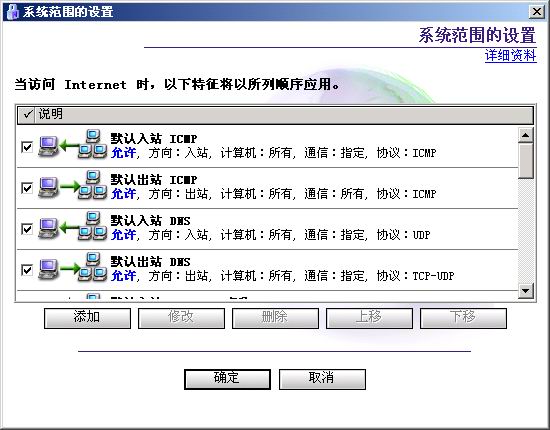 系统范围的设置
系统范围的设置
详细资料
当访问 Internet 时，以下特征将以所列顺序应用。
说明
默认入站 ICMP
允许, 方向：入站, 计算机：所有, 通信：指定, 协议：ICMP
默认出站 ICMP
允许, 方向：出站, 计算机：所有, 通信：所有, 协议：ICMP
默认入站 DNS
允许, 方向：入站, 计算机：所有, 通信：指定, 协议：UDP
默认出站 DNS
允许, 方向：出站, 计算机：所有, 通信：指定, 协议：TCP-UDP
添加 修改 删除 上移 下移
确定 取消